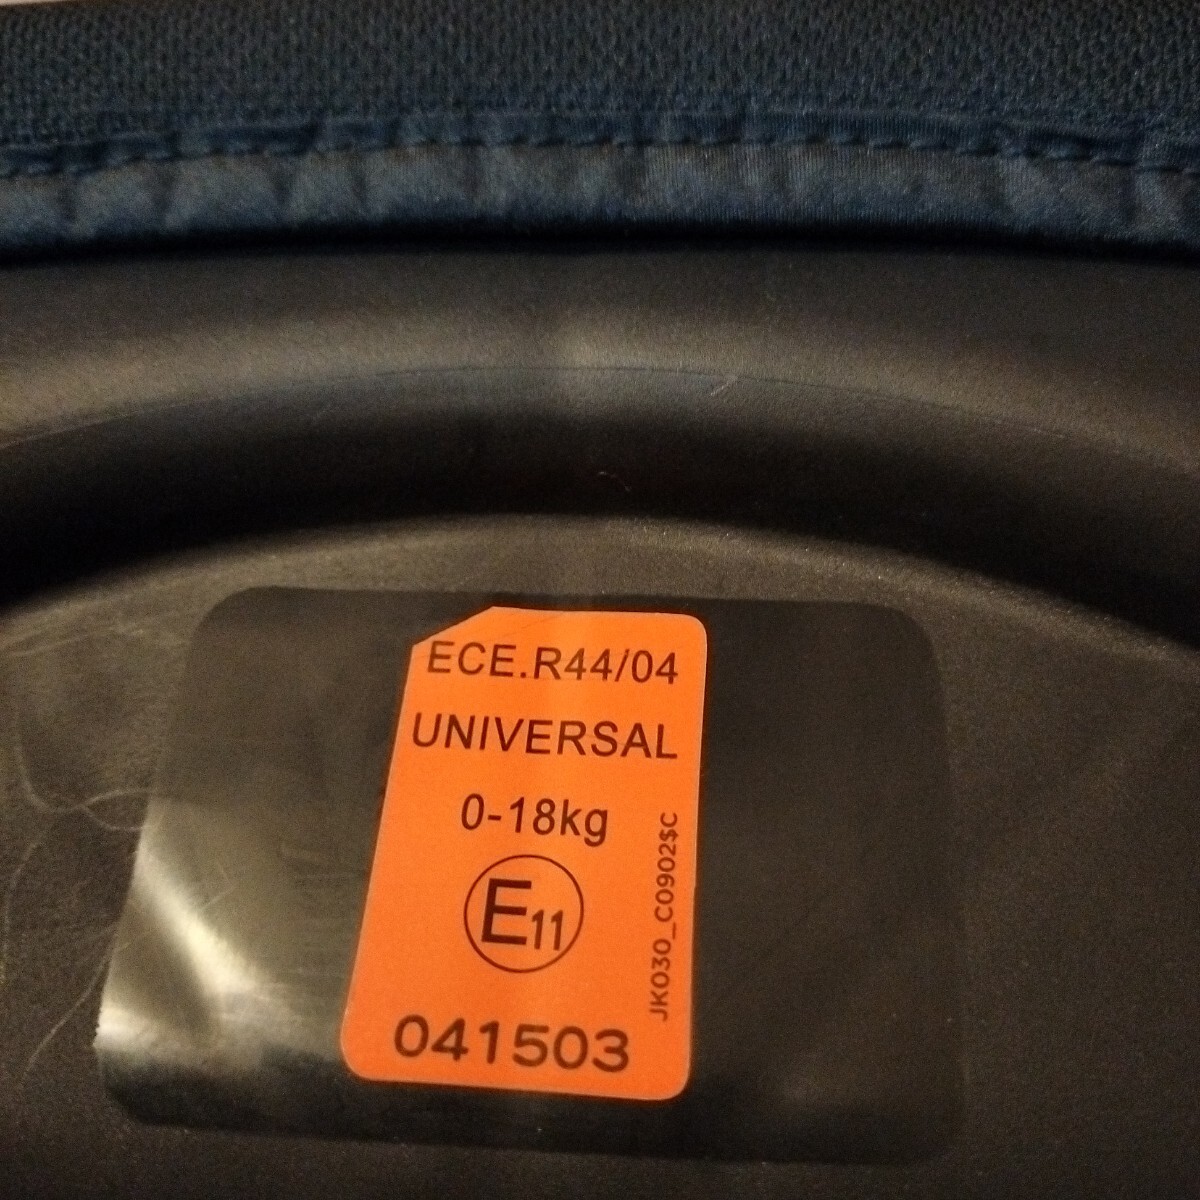 ECE.R44/04
UNIVERSAL
0-18kg
E11
041503
JK030_C0902$C